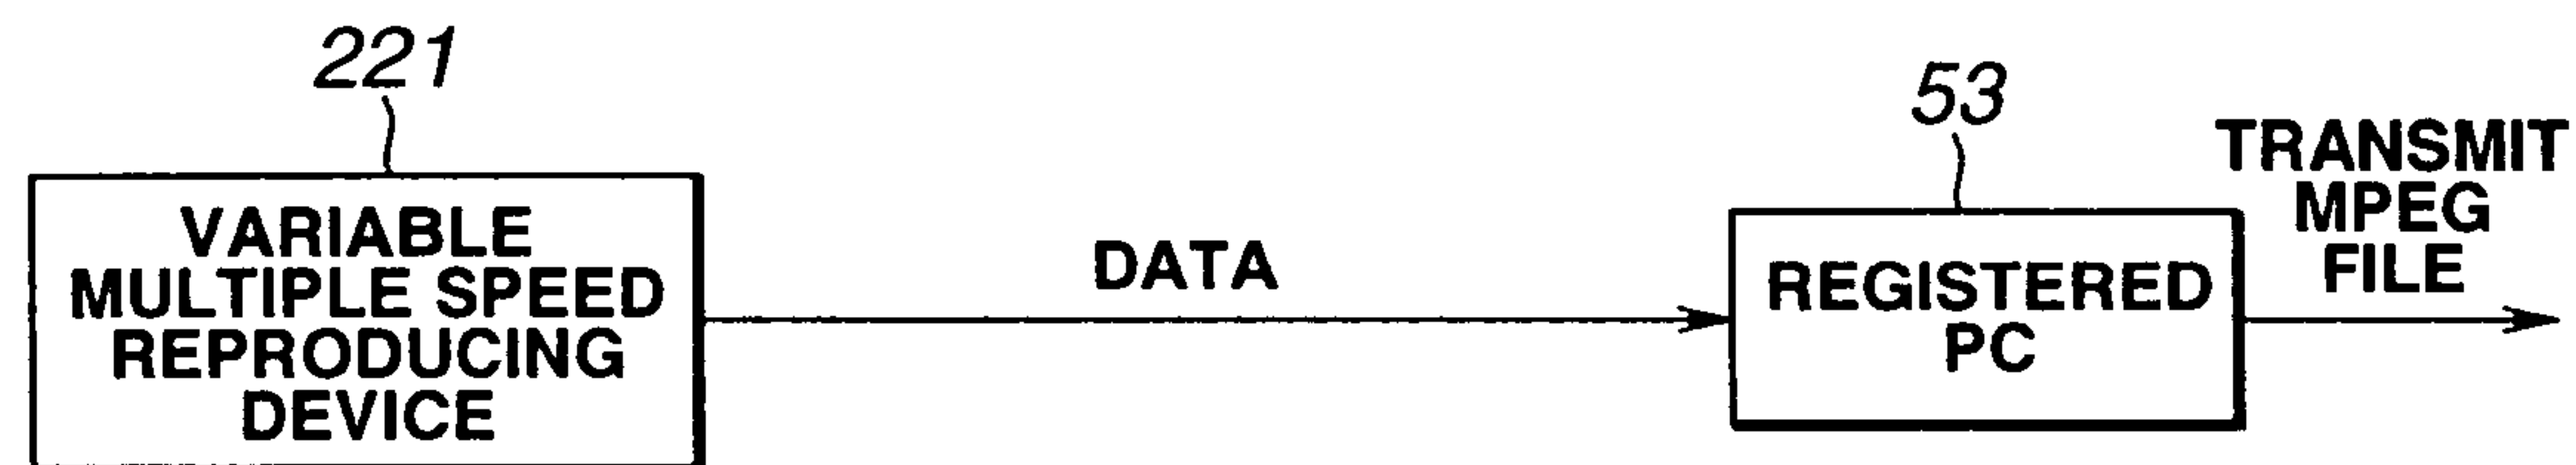 221
VARIABLE
MULTIPLE SPEED
REPRODUCING
DEVICE
DATA
53
REGISTERED
PC
TRANSMIT
MPEG
FILE